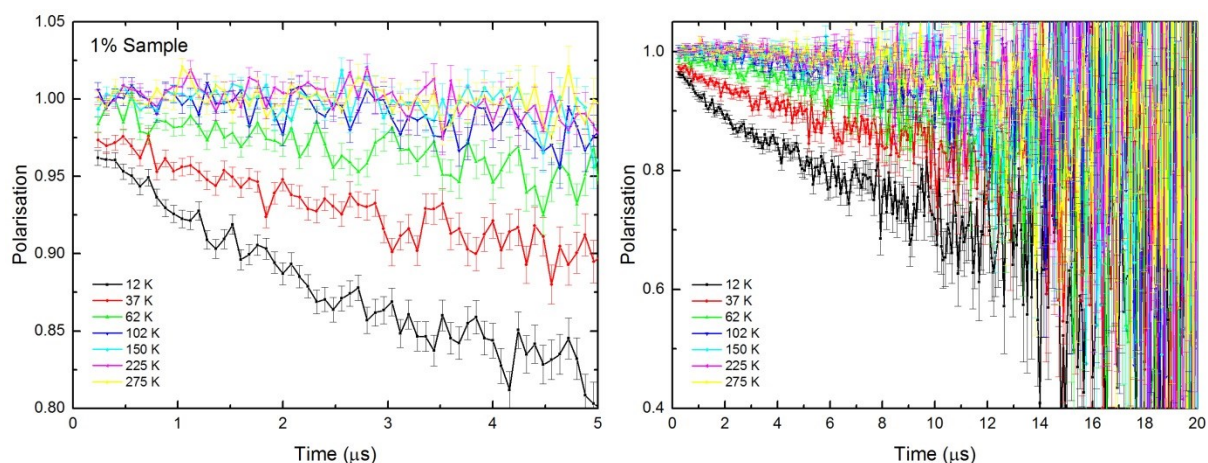 1% Sample
Polarisation
1.05
1.00
0.95
0.90
0.85
0.80
12 K
37 K
62 K
102 K
150 K
225 K
275 K
1
2
3
4
5
Time (μs)
Polarisation
1.0
0.8
0.6
0.4
12 K
37 K
62 K
102 K
150 K
225 K
275 K
0
2
4
6
8
10
12
14
16
18
20
Time (μs)